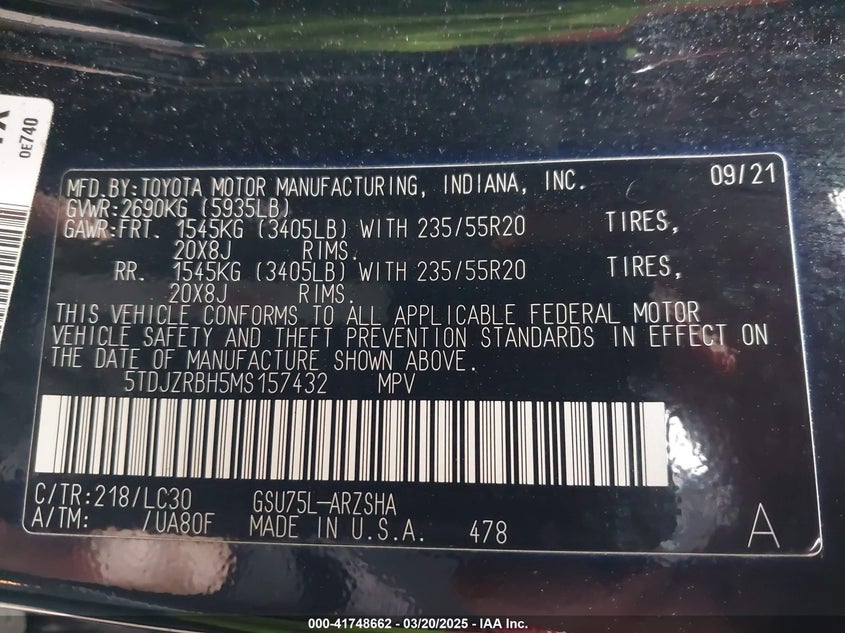 OE740
MFD.BY:TOYOTA MOTOR MANUFACTURING, INDIANA, INC. 09/21
GVWR:2690KG (5935LB)
GAWR:FRT. 1545KG (3405LB) WITH 235/55R20 TIRES,
20X8J RIMS.
RR. 1545KG (3405LB) WITH 235/55R20 TIRES,
20X8J RIMS.
THIS VEHICLE CONFORMS TO ALL APPLICABLE FEDERAL MOTOR
VEHICLE SAFETY AND THEFT PREVENTION STANDARDS IN EFFECT ON
THE DATE OF MANUFACTURE SHOWN ABOVE.
5TDJZRBH5MS157432 MPV
C/TR:218/LC30 GSU75L-ARZSHA
A/TM: /UA80F MADE IN U.S.A. 478 A
000-41748662 - 03/20/2025 - IAA Inc.